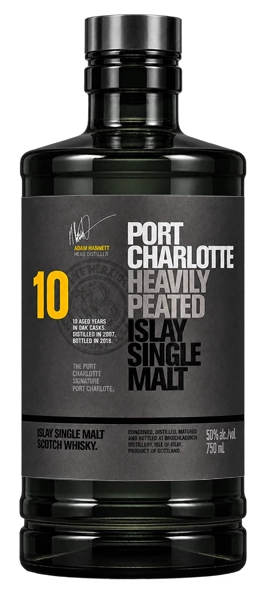 ADAM HANNETT
HEAD DISTILLER
PORT
CHARLOTTE
HEAVILY
PEATED
ISLAY
SINGLE
MALT
10
10 AGED YEARS
IN OAK CASKS.
DISTILLED IN 2007,
BOTTLED IN 2018.
THE PORT
CHARLOTTE
SIGNATURE
PORT CHARLOTTE.
ISLAY SINGLE MALT
SCOTCH WHISKY.
CONCEIVED, DISTILLED, MATURED
AND BOTTLED AT BRUICHLADDICH
DISTILLERY, ISLE OF ISLAY.
PRODUCT OF SCOTLAND.
50% alc./vol.
750 mL